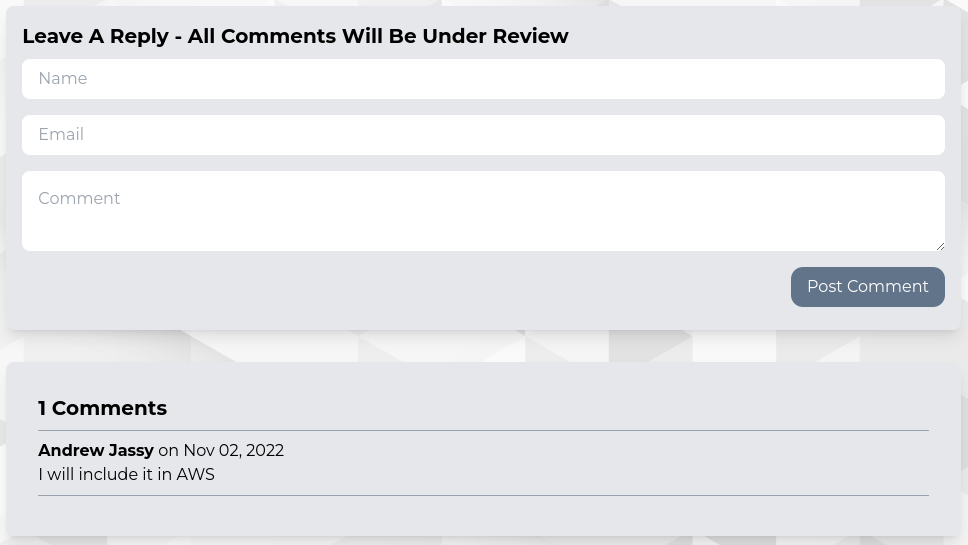 Leave A Reply - All Comments Will Be Under Review
Name
Email
Comment
Post Comment
1 Comments
Andrew Jassy on Nov 02, 2022
I will include it in AWS